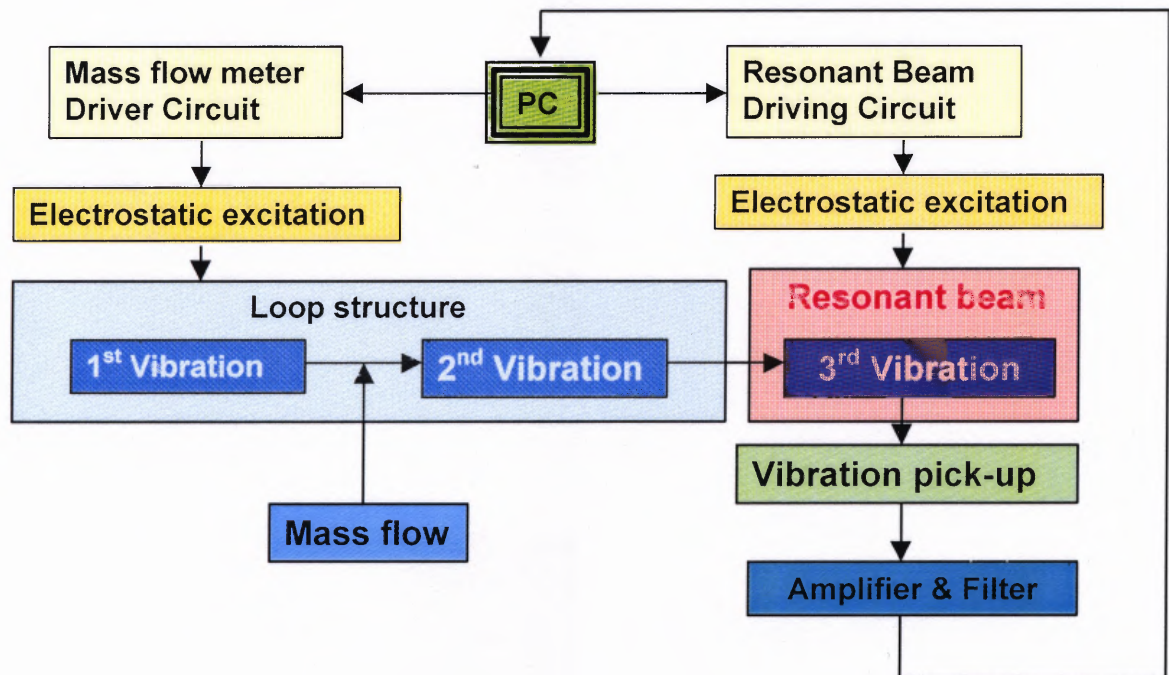 Mass flow meter
Driver Circuit
PC
Resonant Beam
Driving Circuit
Electrostatic excitation
Electrostatic excitation
Loop structure
Resonant beam
1st Vibration
2nd Vibration
3rd Vibration
Vibration pick-up
Mass flow
Amplifier & Filter